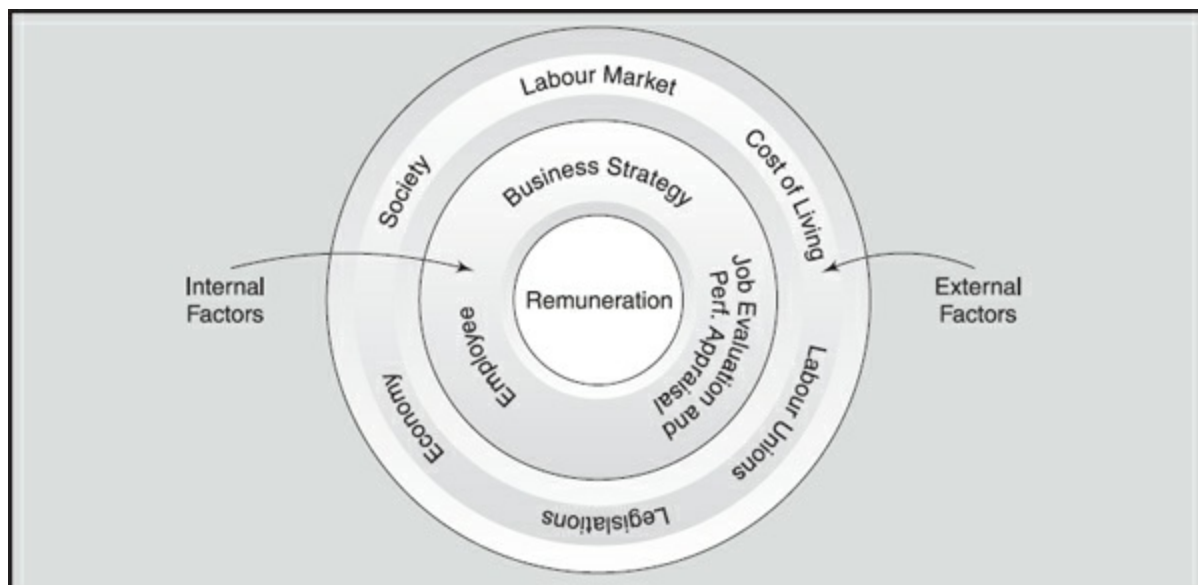 Labour Market
Cost of Living
Labour Unions
Legislations
Economy
Society
Business Strategy
Job Evaluation and
Perf. Appraisal
Employee
Remuneration
Internal
Factors
External
Factors